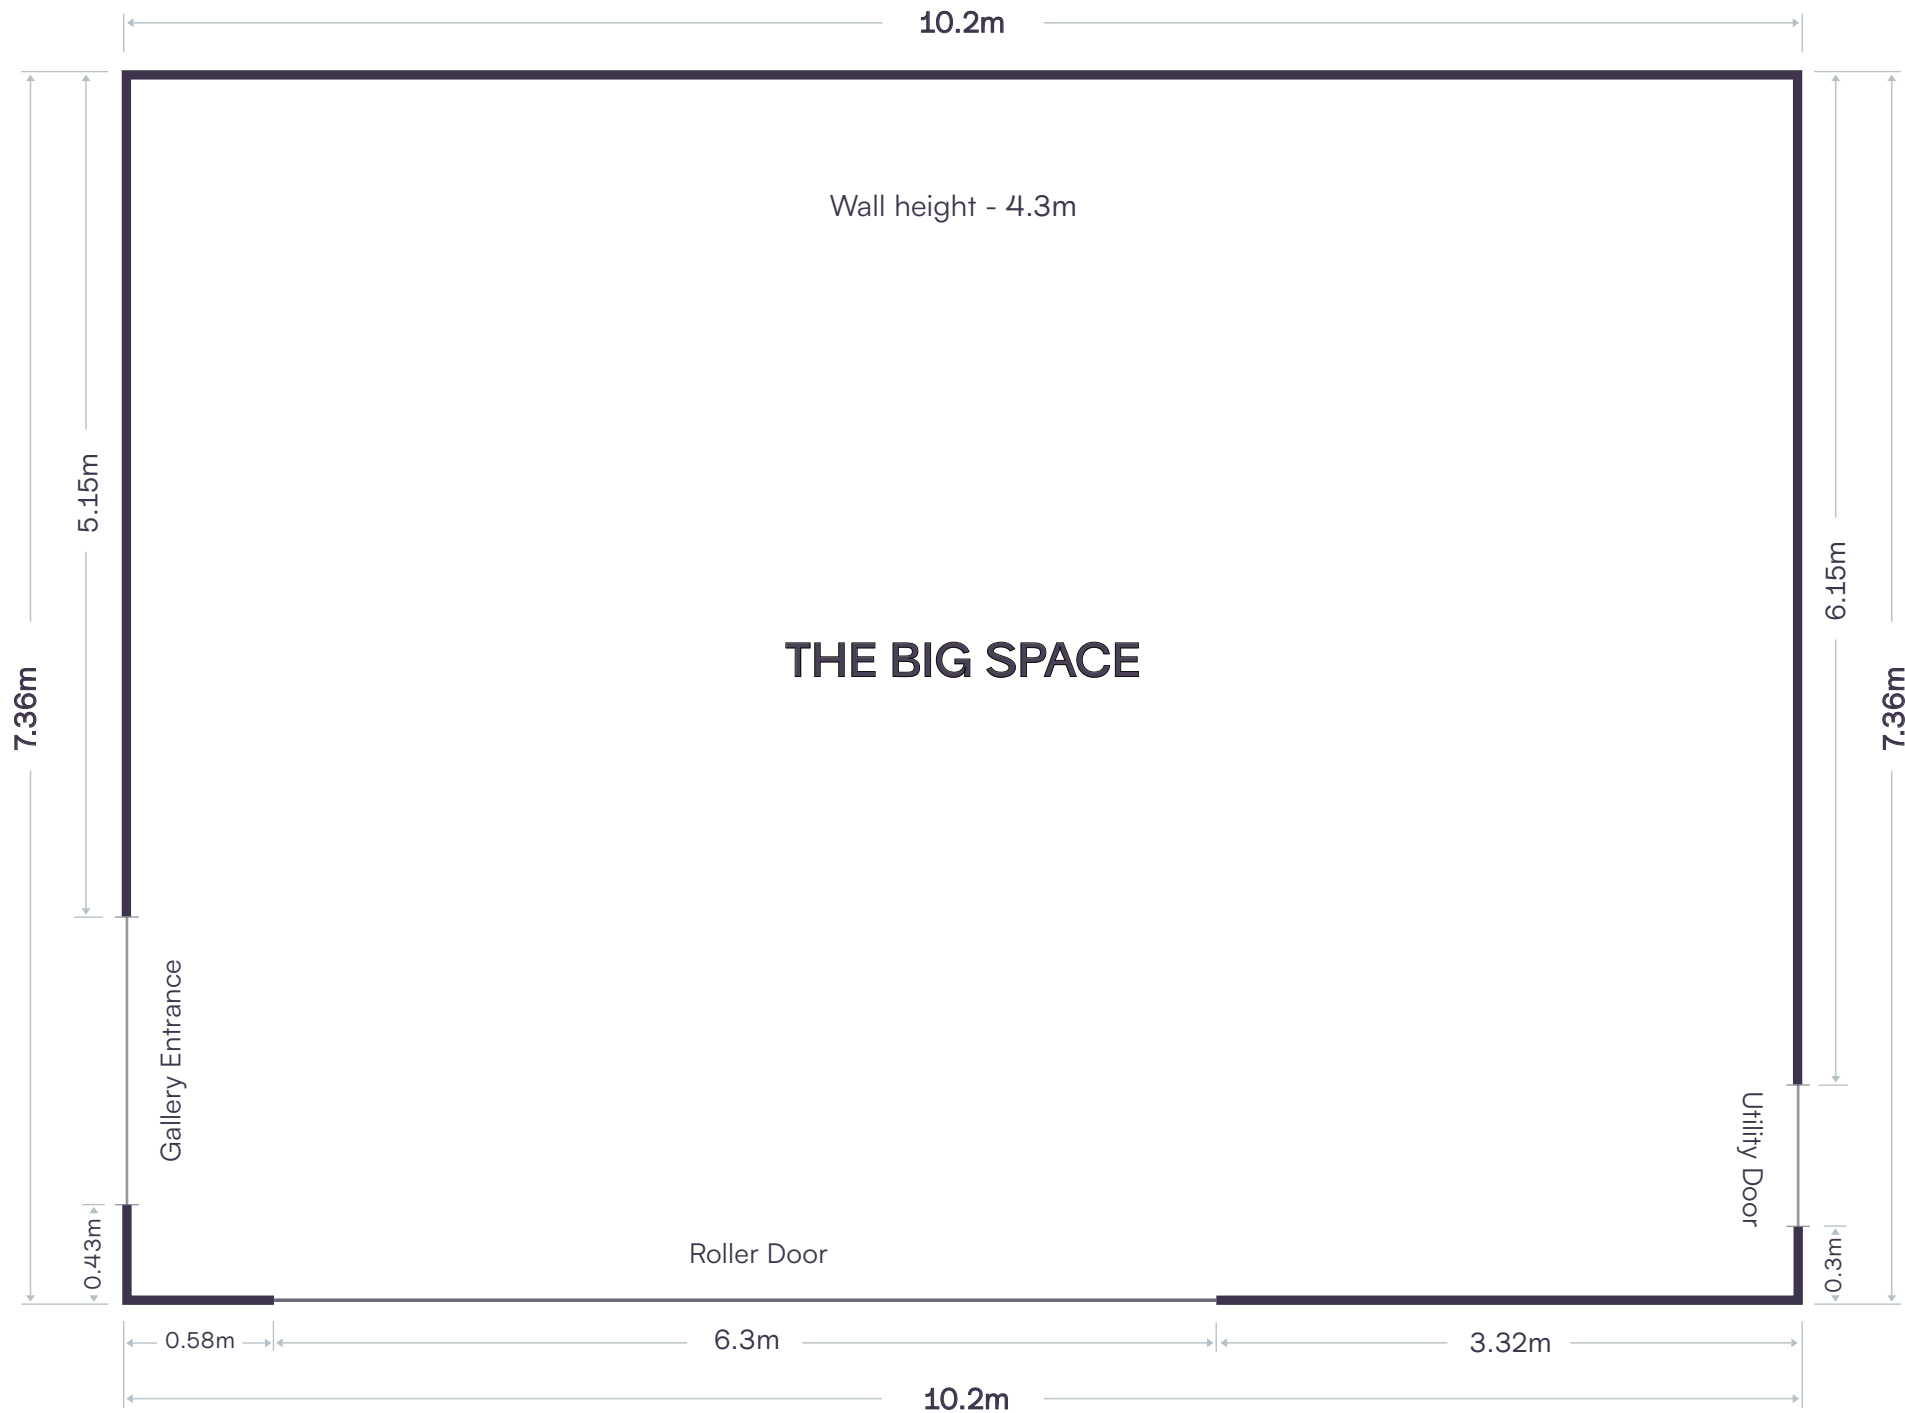 10.2m
Wall height - 4.3m
5.15m
6.15m
THE BIG SPACE
7.36m
7.36m
Gallery Entrance
Utility Door
0.43m
Roller Door
0.3m
0.58m
6.3m
3.32m
10.2m